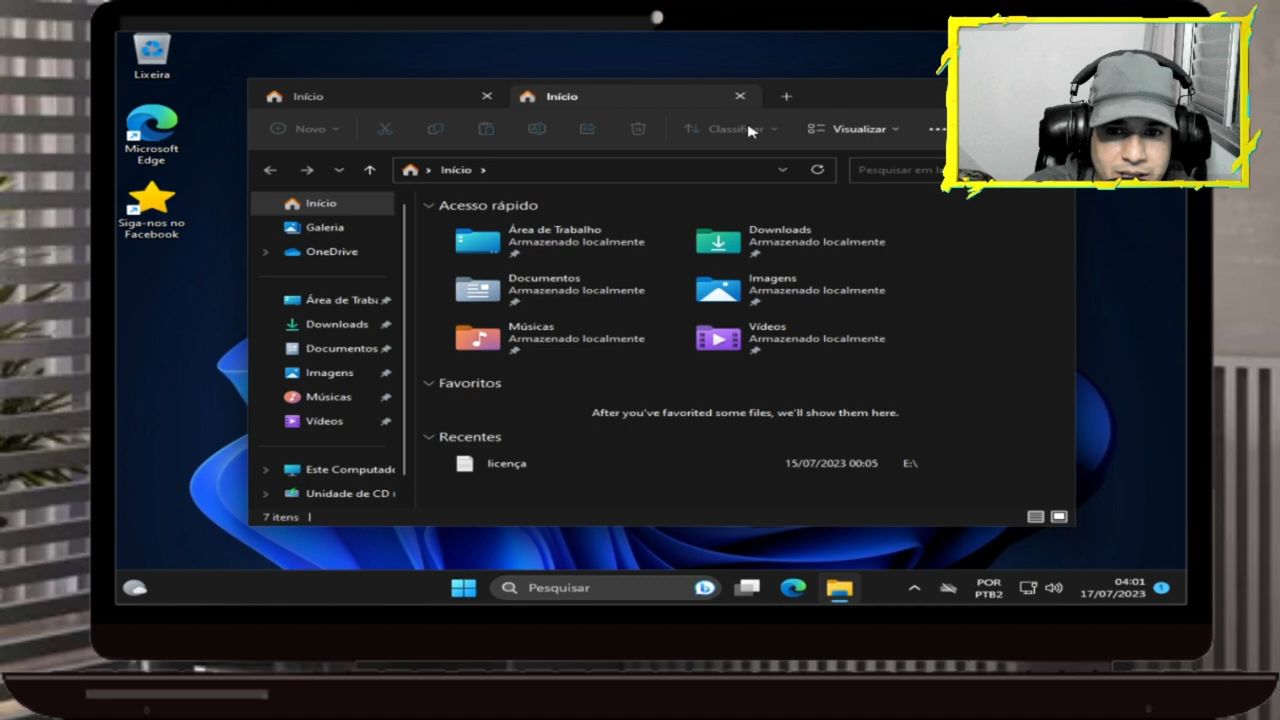 Lixeira
Microsoft
Edge
Siga-nos no
Facebook
Início
Início
Novo
Visualizar
Início
Início
Galeria
OneDrive
Área de Traba
Downloads
Documentos
Imagens
Músicas
Vídeos
Este Computado
Unidade de CD (
Acesso rápido
Área de Trabalho
Armazenado localmente
Downloads
Armazenado localmente
Documentos
Armazenado localmente
Imagens
Armazenado localmente
Músicas
Armazenado localmente
Vídeos
Armazenado localmente
Favoritos
After you've favorited some files, we'll show them here.
Recentes
licença 15/07/2023 00:05 E:\
7 itens
Pesquisar em
Pesquisar
POR
PTB2
04:01
17/07/2023
1